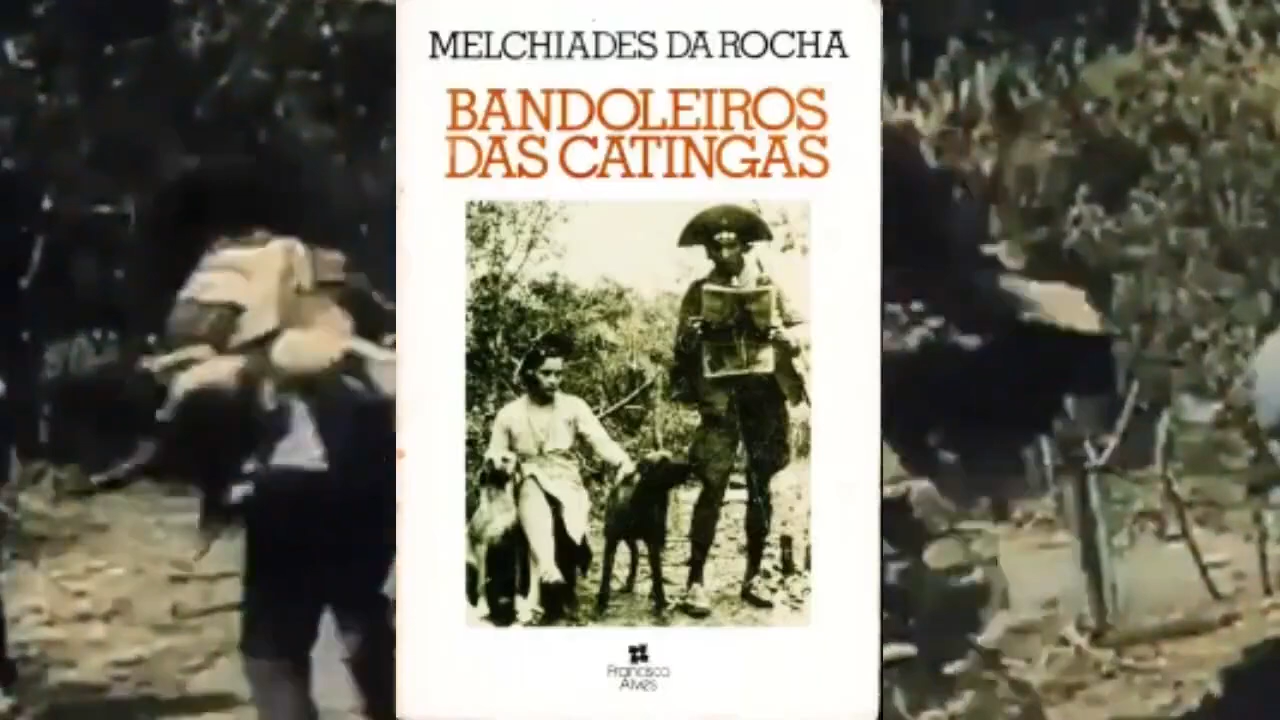 MELCHIADES DA ROCHA
BANDOLEIROS
DAS CATINGAS
Francisco
Alves